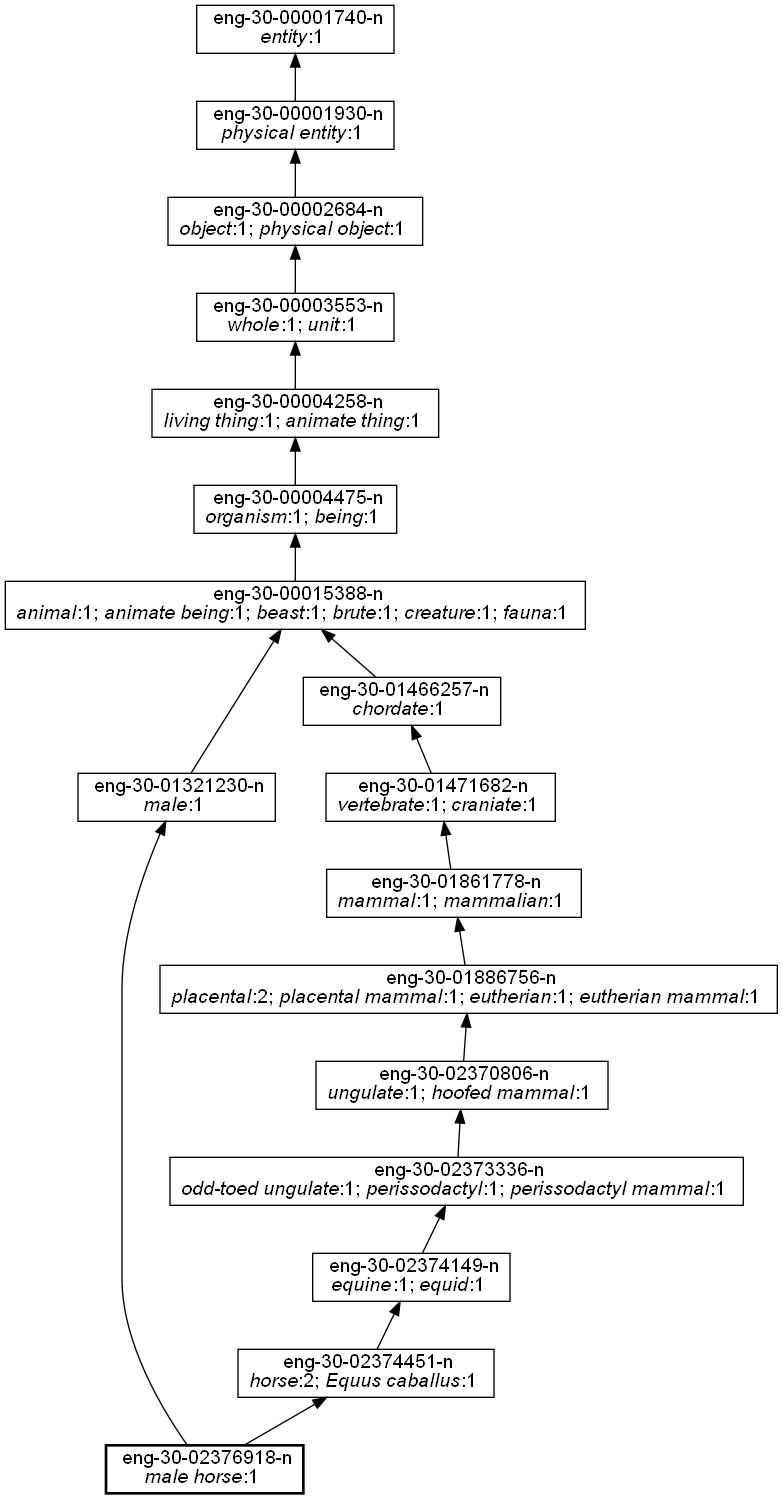 eng-30-00001740-n
entity:1
eng-30-00001930-n
physical entity:1
eng-30-00002684-n
object:1; physical object:1
eng-30-00003553-n
whole:1; unit:1
eng-30-00004258-n
living thing:1; animate thing:1
eng-30-00004475-n
organism:1; being:1
eng-30-00015388-n
animal:1; animate being:1; beast:1; brute:1; creature:1; fauna:1
eng-30-01466257-n
chordate:1
eng-30-01321230-n
male:1
eng-30-01471682-n
vertebrate:1; craniate:1
eng-30-01861778-n
mammal:1; mammalian:1
eng-30-01886756-n
placental:2; placental mammal:1; eutherian:1; eutherian mammal:1
eng-30-02370806-n
ungulate:1; hoofed mammal:1
eng-30-02373336-n
odd-toed ungulate:1; perissodactyl:1; perissodactyl mammal:1
eng-30-02374149-n
equine:1; equid:1
eng-30-02374451-n
horse:2; Equus caballus:1
eng-30-02376918-n
male horse:1